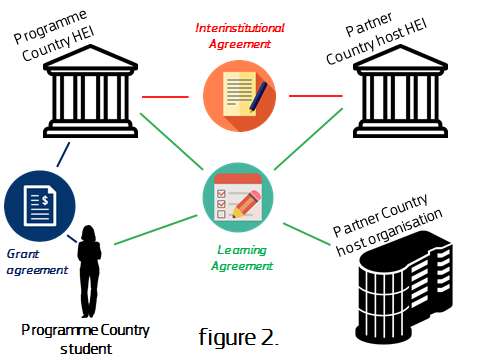 Programme
Country HEI
Interinstitutional
Agreement
Partner
Country host HEI
$
Grant
agreement
Learning
Agreement
Partner Country
host organisation
Programme Country
student
figure 2.